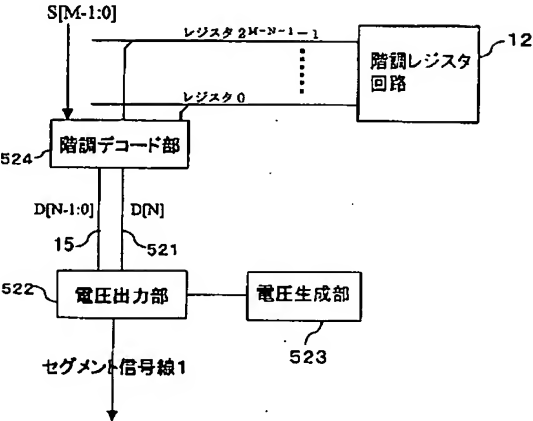 S[M-1:0]
レジスタ 2^{M-N-1}-1
12
階調レジスタ
回路
レジスタ 0
階調デコード部
524
D[N-1:0]
D[N]
15
521
522
電圧出力部
電圧生成部
523
セグメント信号線1